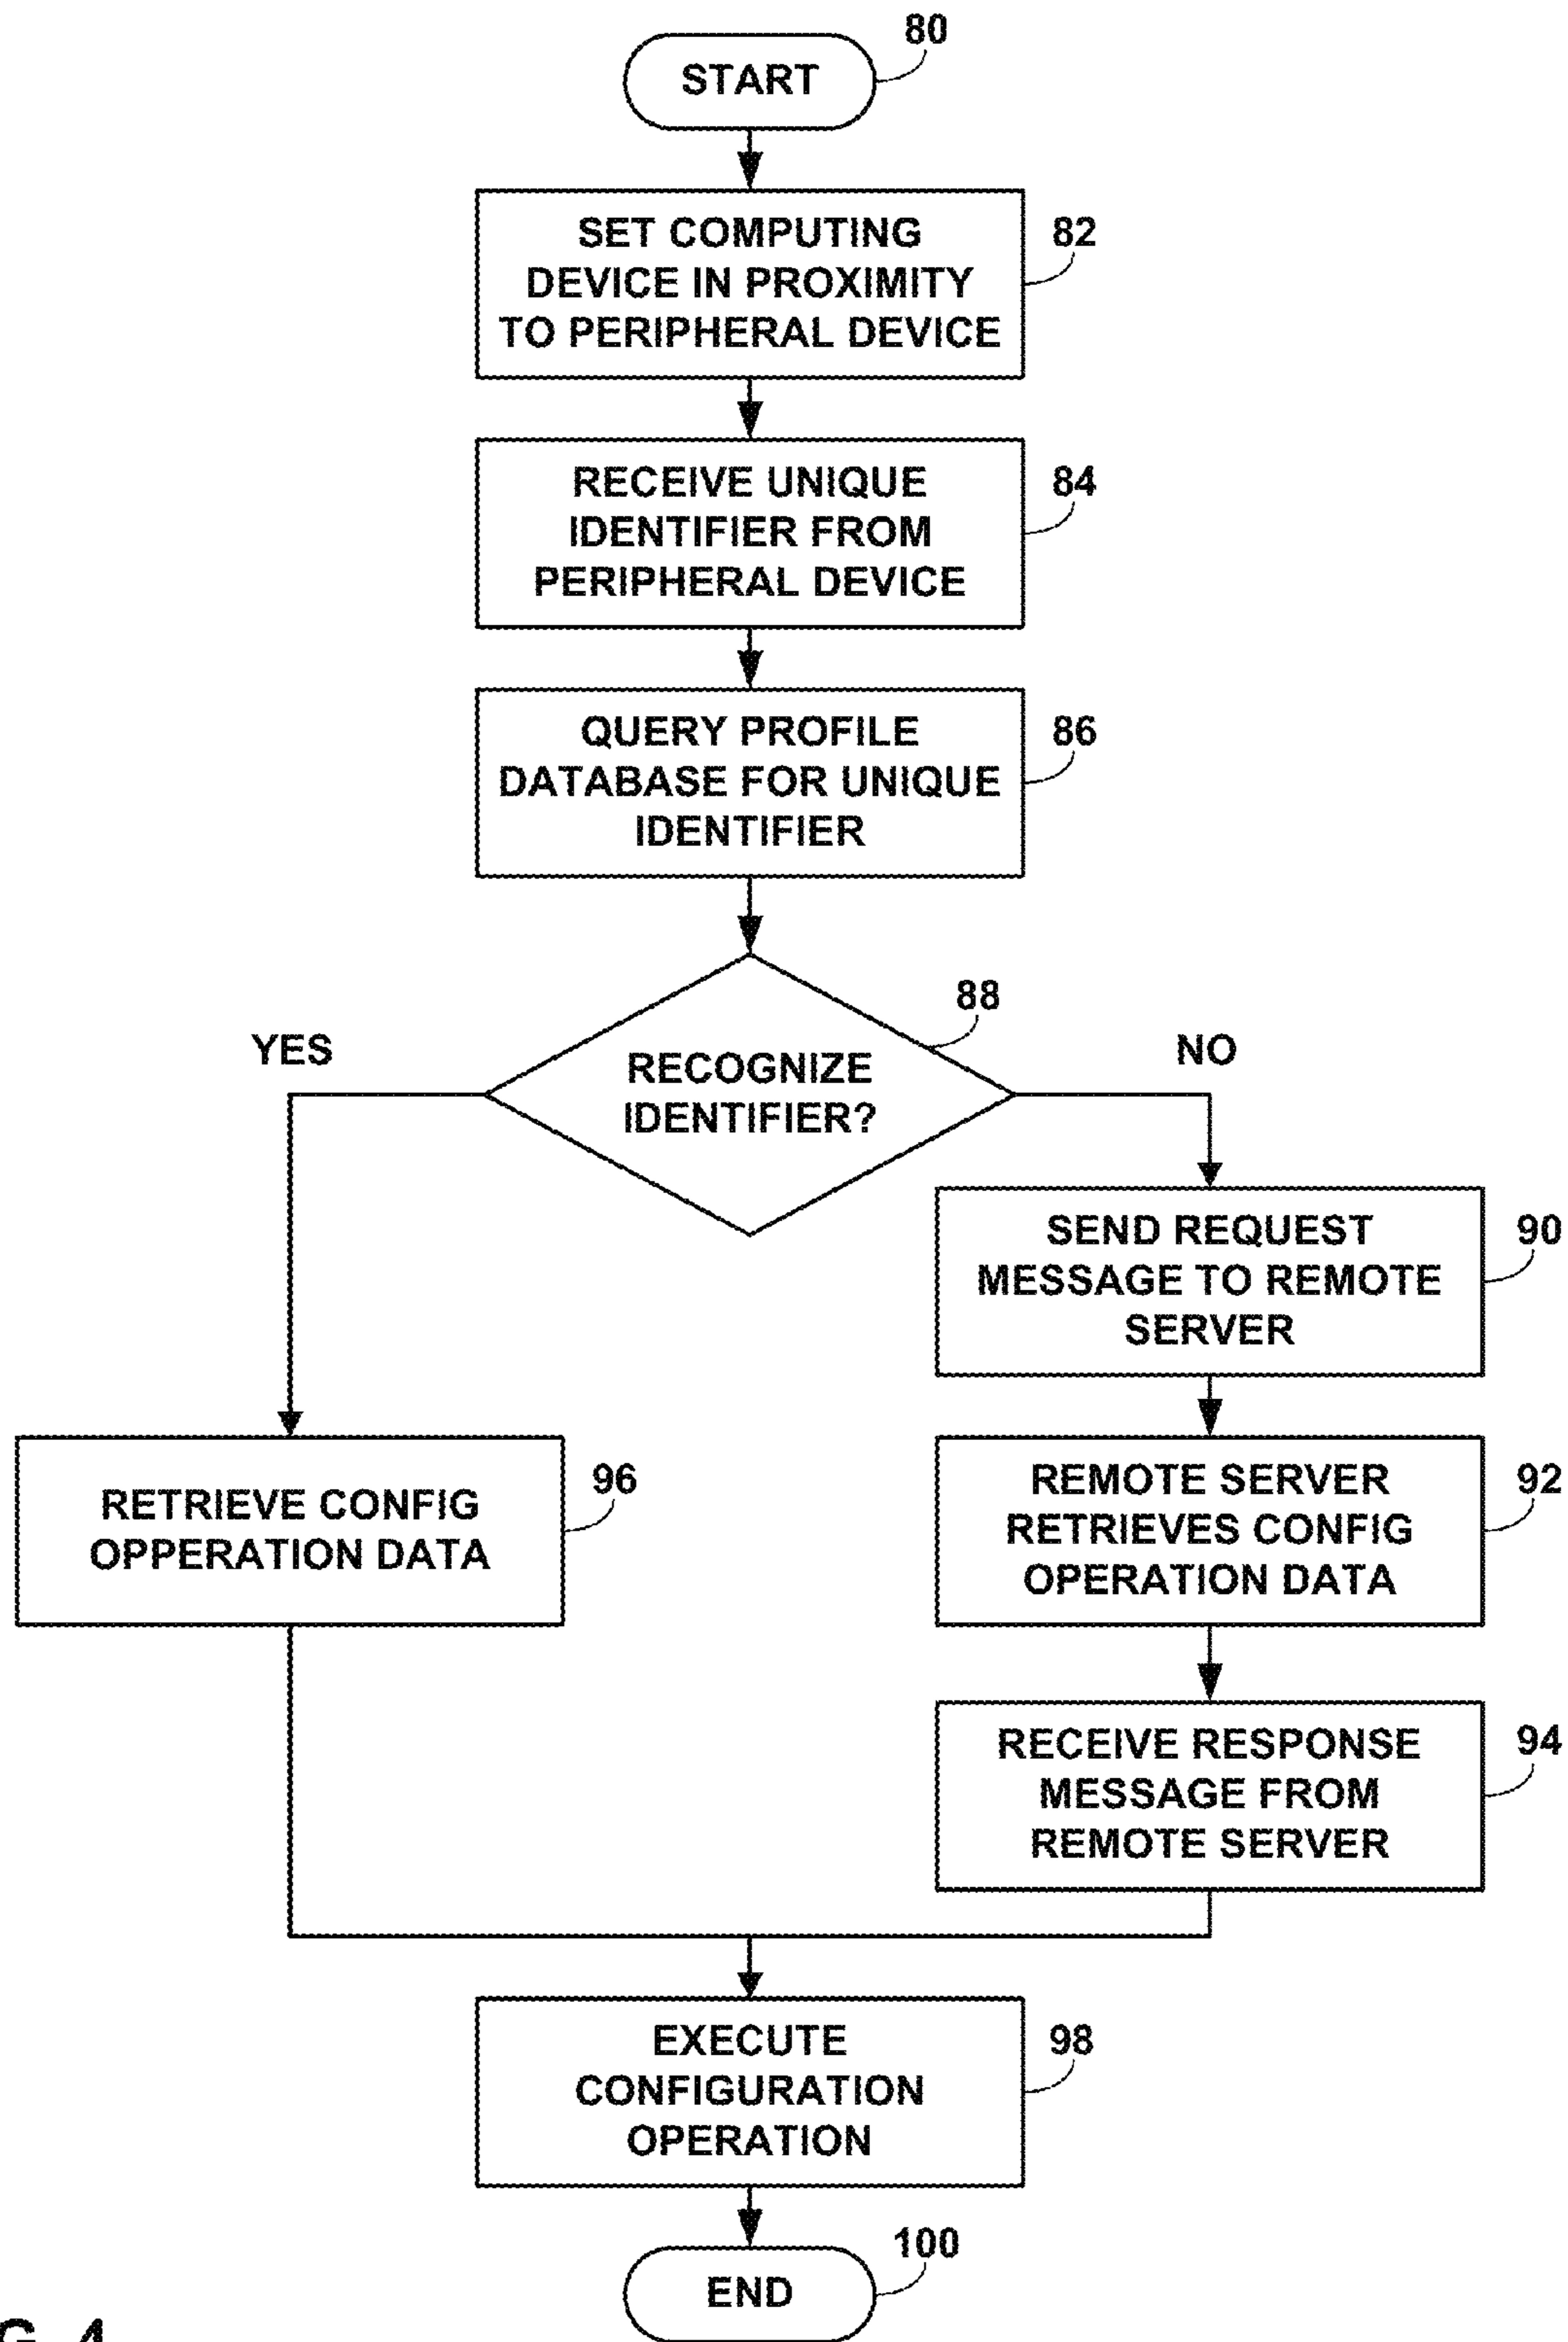 80
START
SET COMPUTING
DEVICE IN PROXIMITY
TO PERIPHERAL DEVICE
82
RECEIVE UNIQUE
IDENTIFIER FROM
PERIPHERAL DEVICE
84
QUERY PROFILE
DATABASE FOR UNIQUE
IDENTIFIER
86
88
YES
RECOGNIZE
IDENTIFIER?
NO
SEND REQUEST
MESSAGE TO REMOTE
SERVER
90
RETRIEVE CONFIG
OPPERATION DATA
96
REMOTE SERVER
RETRIEVES CONFIG
OPERATION DATA
92
RECEIVE RESPONSE
MESSAGE FROM
REMOTE SERVER
94
EXECUTE
CONFIGURATION
OPERATION
98
100
END
G. 4